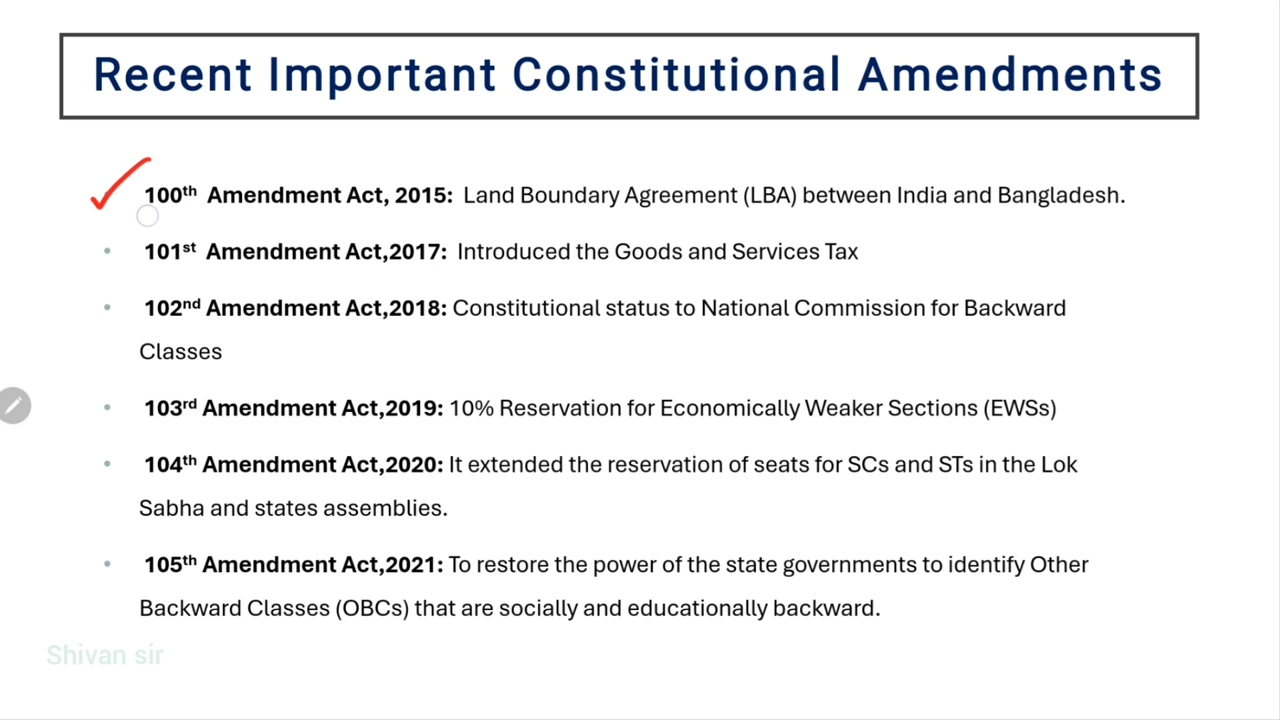 Recent Important Constitutional Amendments
100th Amendment Act, 2015: Land Boundary Agreement (LBA) between India and Bangladesh.
• 101st Amendment Act,2017: Introduced the Goods and Services Tax
• 102nd Amendment Act,2018: Constitutional status to National Commission for Backward
Classes
• 103rd Amendment Act,2019: 10% Reservation for Economically Weaker Sections (EWSs)
• 104th Amendment Act,2020: It extended the reservation of seats for SCs and STs in the Lok
Sabha and states assemblies.
• 105th Amendment Act,2021: To restore the power of the state governments to identify Other
Backward Classes (OBCs) that are socially and educationally backward.
Shivan sir